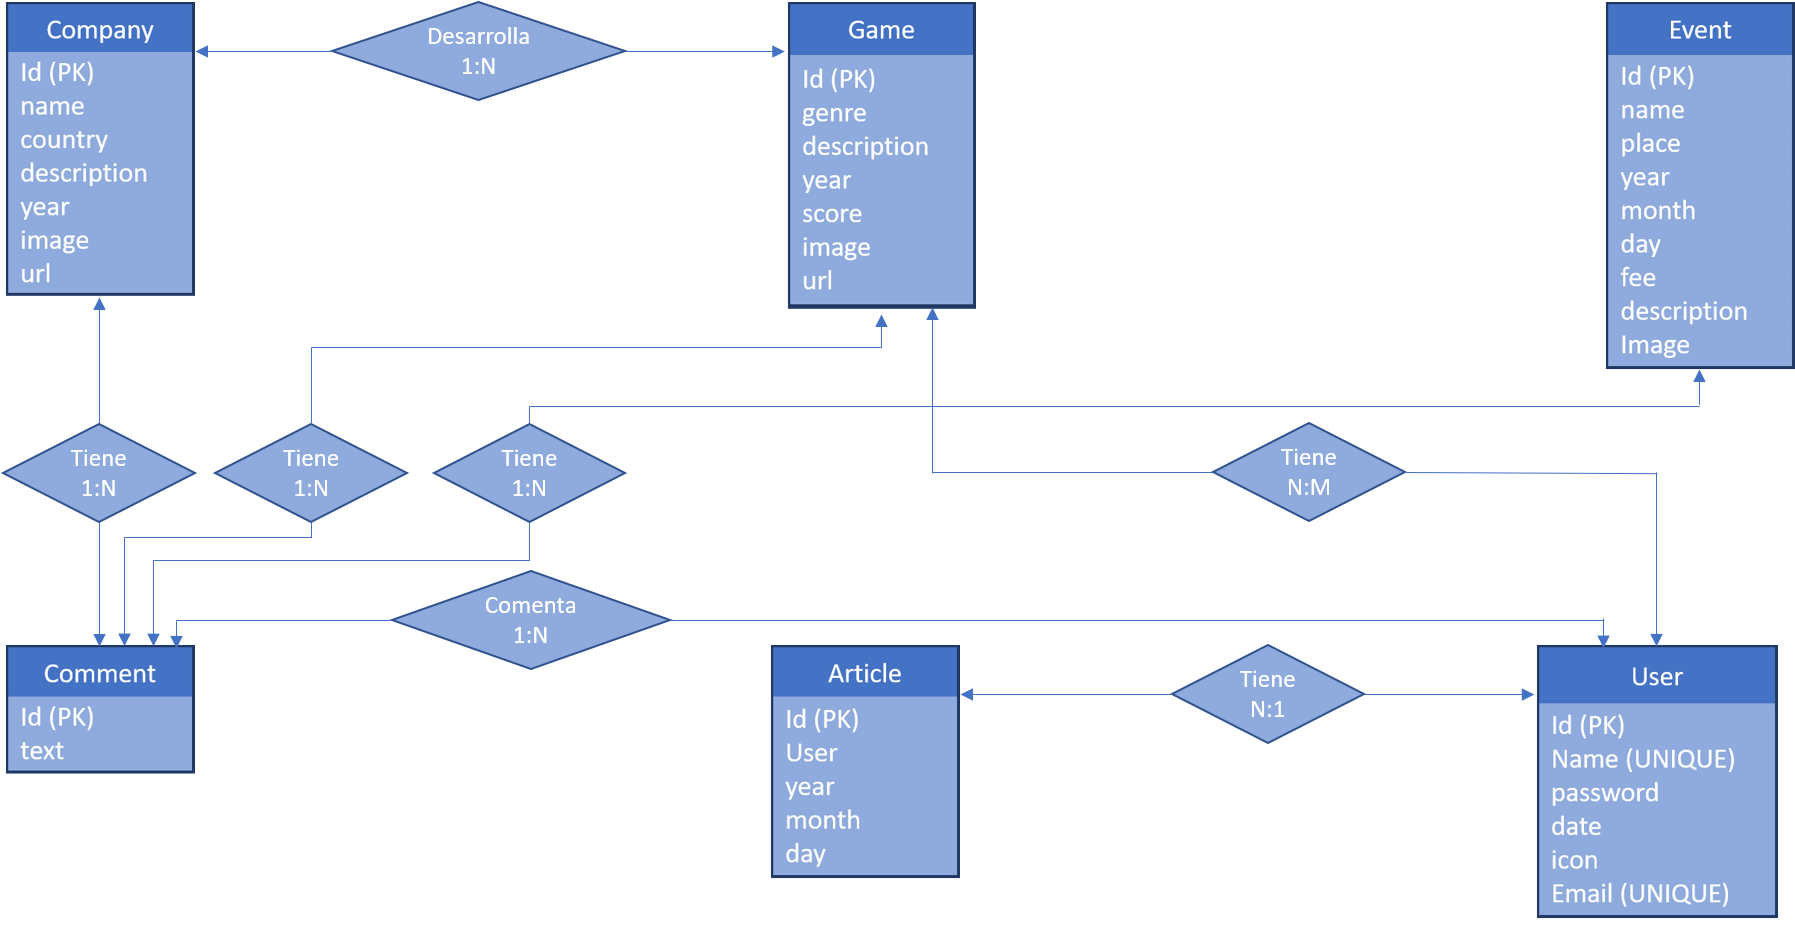 Company
Id (PK)
name
country
description
year
image
url
Desarrolla
1:N
Game
Id (PK)
genre
description
year
score
image
url
Event
Id (PK)
name
place
year
month
day
fee
description
Image
Tiene
1:N
Tiene
1:N
Tiene
1:N
Tiene
N:M
Comenta
1:N
Comment
Id (PK)
text
Article
Id (PK)
User
year
month
day
Tiene
N:1
User
Id (PK)
Name (UNIQUE)
password
date
icon
Email (UNIQUE)